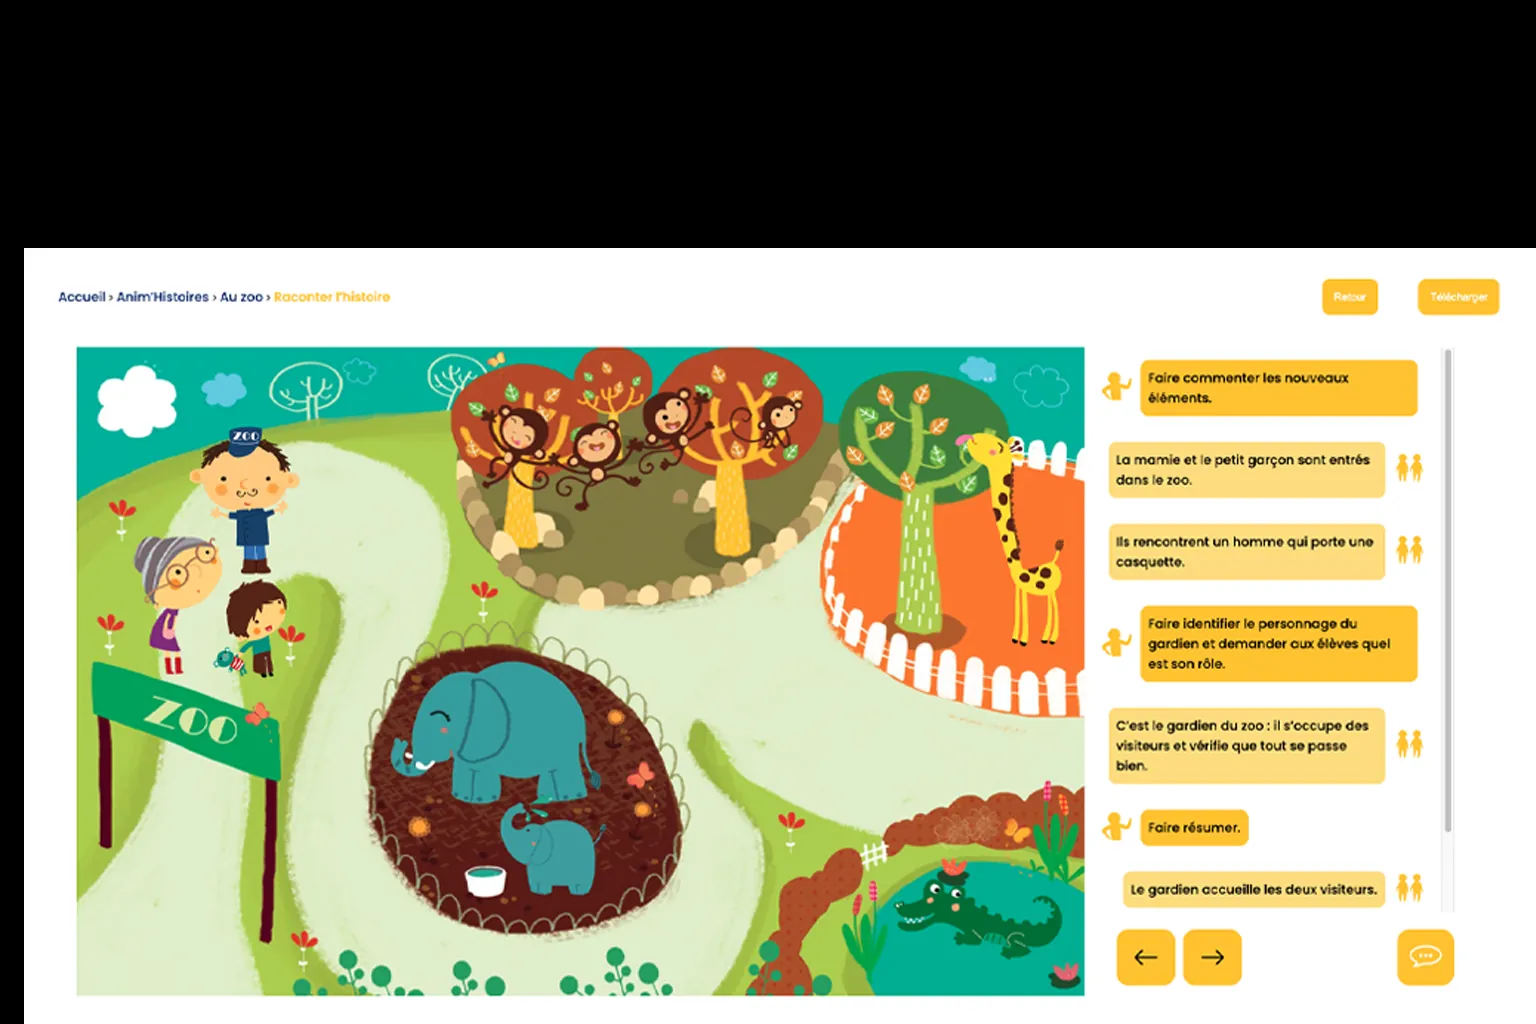 Accueil › Anim'Histoires › Au zoo › Raconter l'histoire
Retour
Télécharger
ZOO
ZOO
Faire commenter les nouveaux
éléments.
La mamie et le petit garçon sont entrés
dans le zoo.
Ils rencontrent un homme qui porte une
casquette.
Faire identifier le personnage du
gardien et demander aux élèves quel
est son rôle.
C'est le gardien du zoo : il s'occupe des
visiteurs et vérifie que tout se passe
bien.
Faire résumer.
Le gardien accueille les deux visiteurs.